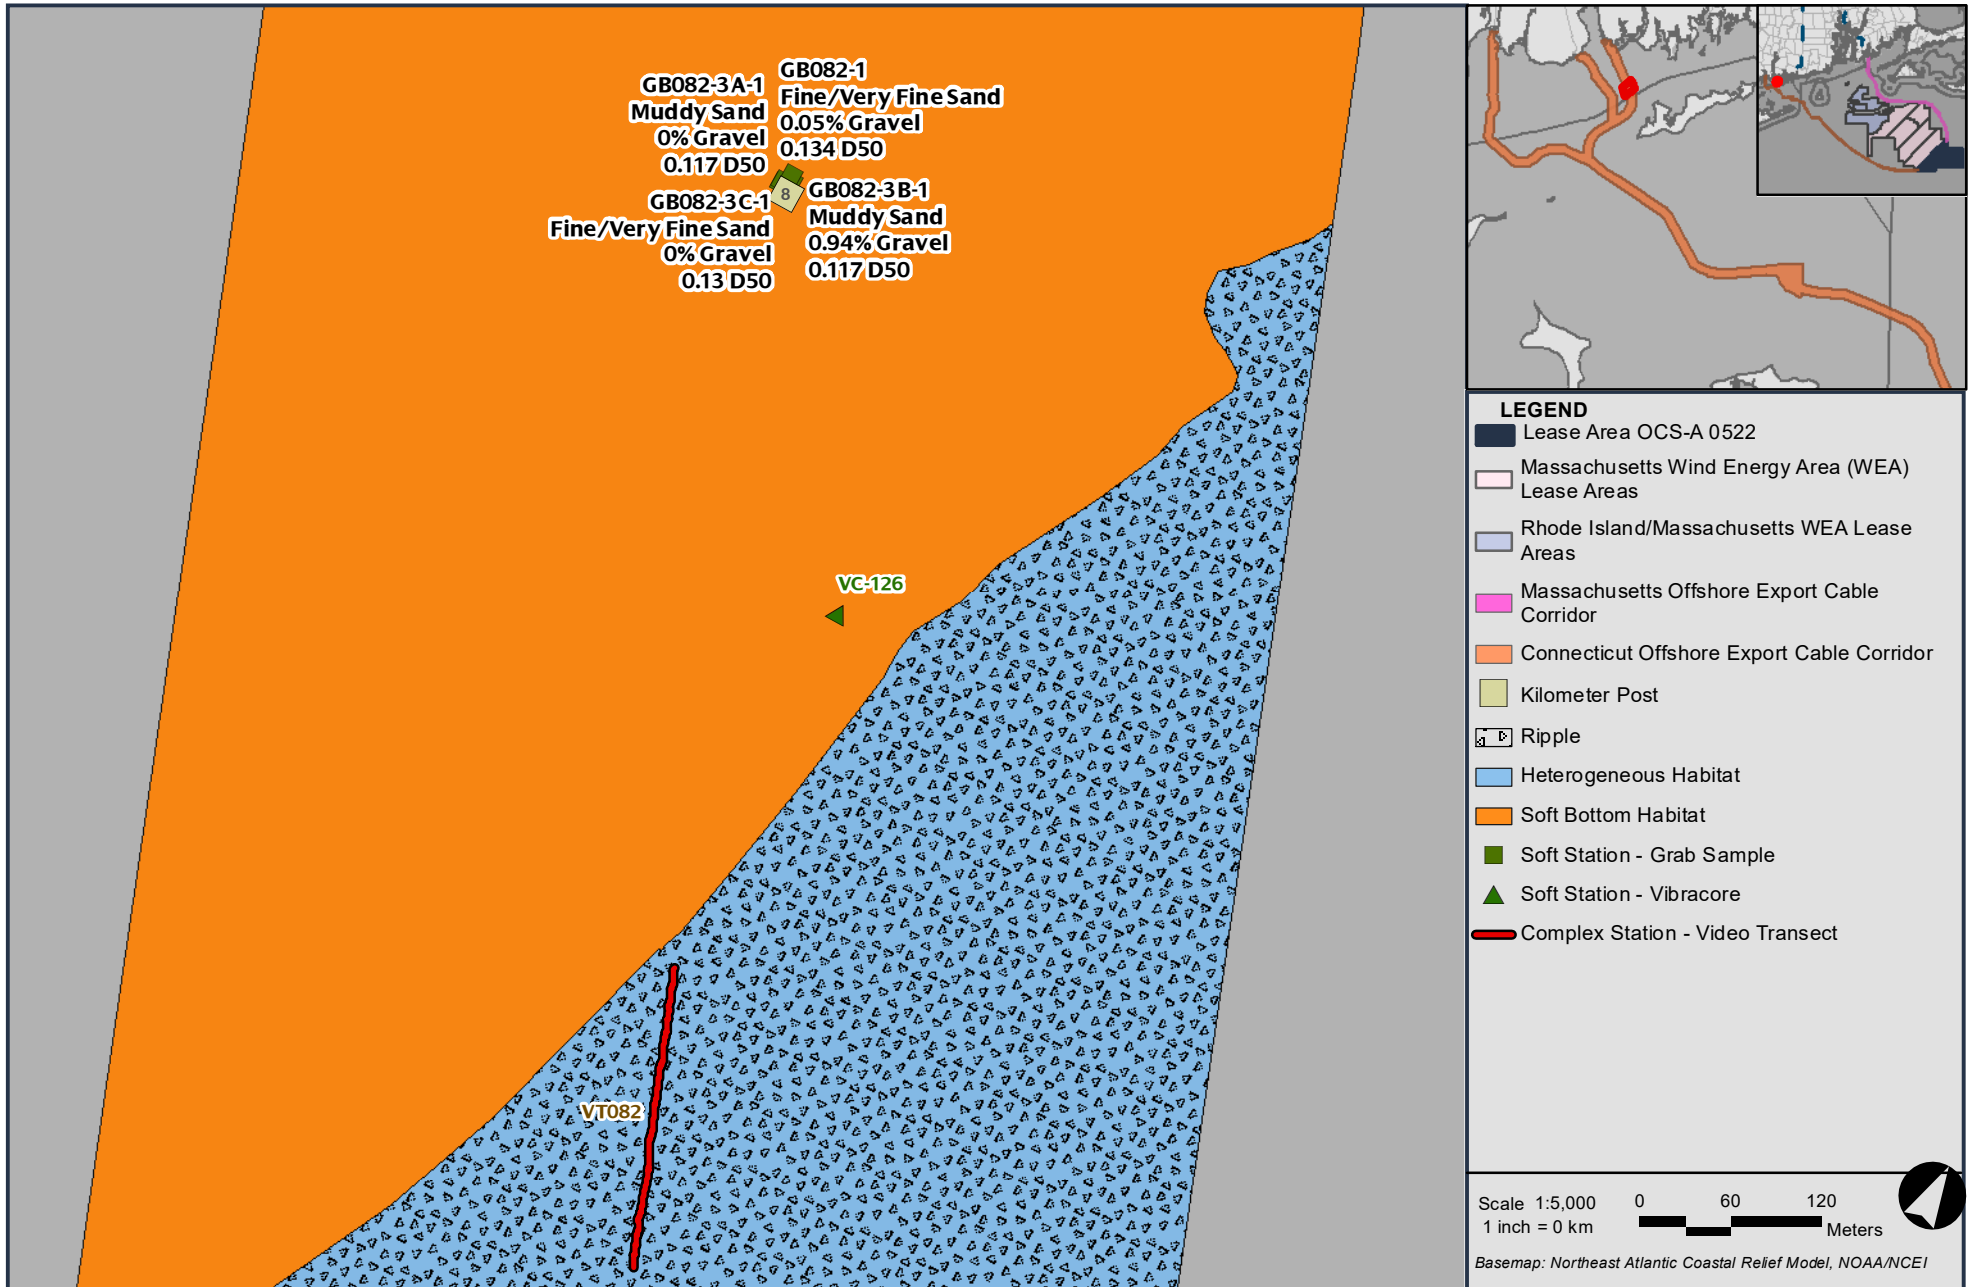 GB082-3A-1
Muddy Sand
0% Gravel
0.117 D50
GB082-1
Fine/Very Fine Sand
0.05% Gravel
0.134 D50
8
GB082-3C-1
Fine/Very Fine Sand
0% Gravel
0.13 D50
GB082-3B-1
Muddy Sand
0.94% Gravel
0.117 D50
VC-126
VT082
LEGEND
Lease Area OCS-A 0522
Massachusetts Wind Energy Area (WEA)
Lease Areas
Rhode Island/Massachusetts WEA Lease
Areas
Massachusetts Offshore Export Cable
Corridor
Connecticut Offshore Export Cable Corridor
Kilometer Post
Ripple
Heterogeneous Habitat
Soft Bottom Habitat
Soft Station - Grab Sample
Soft Station - Vibracore
Complex Station - Video Transect
Scale 1:5,000
1 inch = 0 km
0 60 120
Meters
Basemap: Northeast Atlantic Coastal Relief Model, NOAA/NCEI